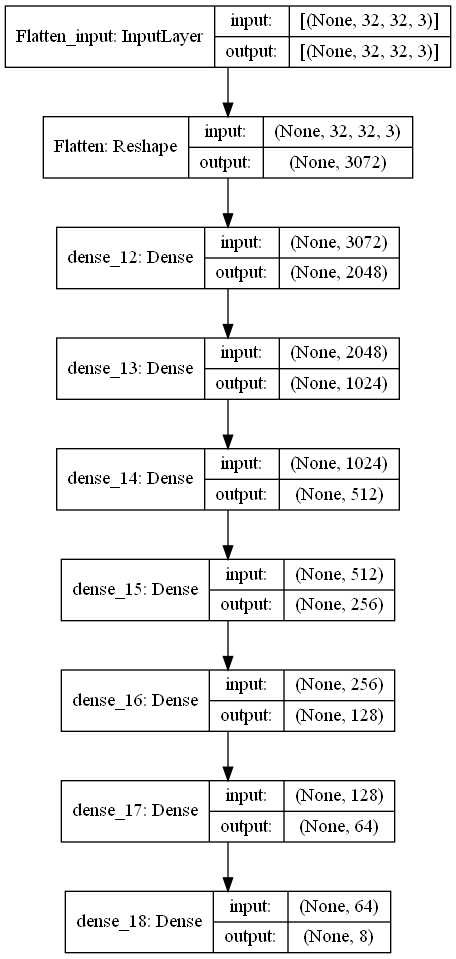 Flatten_input: InputLayer
input: [(None, 32, 32, 3)]
output: [(None, 32, 32, 3)]
Flatten: Reshape
input: (None, 32, 32, 3)
output: (None, 3072)
dense_12: Dense
input: (None, 3072)
output: (None, 2048)
dense_13: Dense
input: (None, 2048)
output: (None, 1024)
dense_14: Dense
input: (None, 1024)
output: (None, 512)
dense_15: Dense
input: (None, 512)
output: (None, 256)
dense_16: Dense
input: (None, 256)
output: (None, 128)
dense_17: Dense
input: (None, 128)
output: (None, 64)
dense_18: Dense
input: (None, 64)
output: (None, 8)